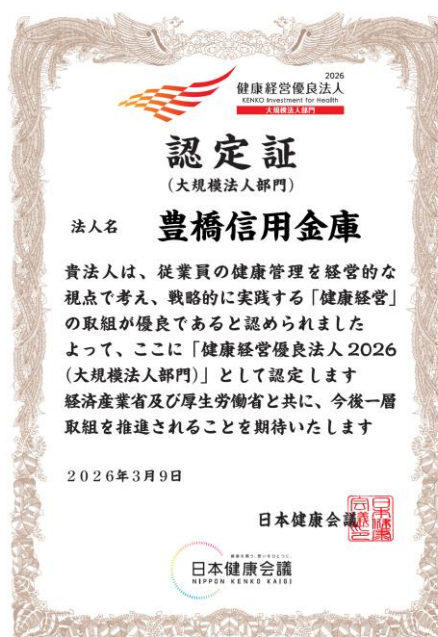 2026
健康経営優良法人
KENKO Investment for Health
大規模法人部門
認定証
(大規模法人部門)
法人名 豊橋信用金庫
貴法人は、従業員の健康管理を経営的な
視点で考え、戦略的に実践する「健康経営」
の取組が優良であると認められました
よって、ここに「健康経営優良法人2026
(大規模法人部門)」として認定します
経済産業省及び厚生労働省と共に、今後一層
取組を推進されることを期待いたします
2026年3月9日
日本健康会議
日本健康会議
NIPPON KENKO KAIGI